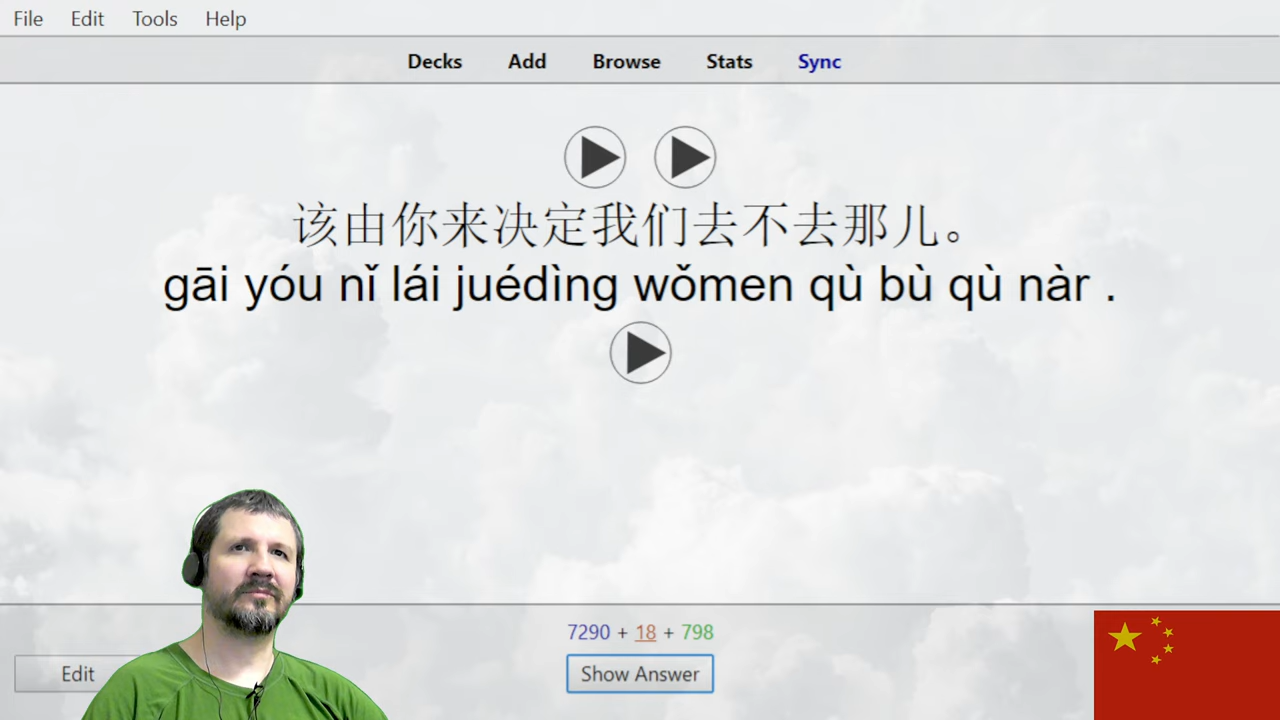 File Edit Tools Help
Decks Add Browse Stats Sync
该由你来决定我们去不去那儿。
gāi yóu nǐ lái juédìng wǒmen qù bù qù nàr .
7290 + 18 + 798
Edit Show Answer